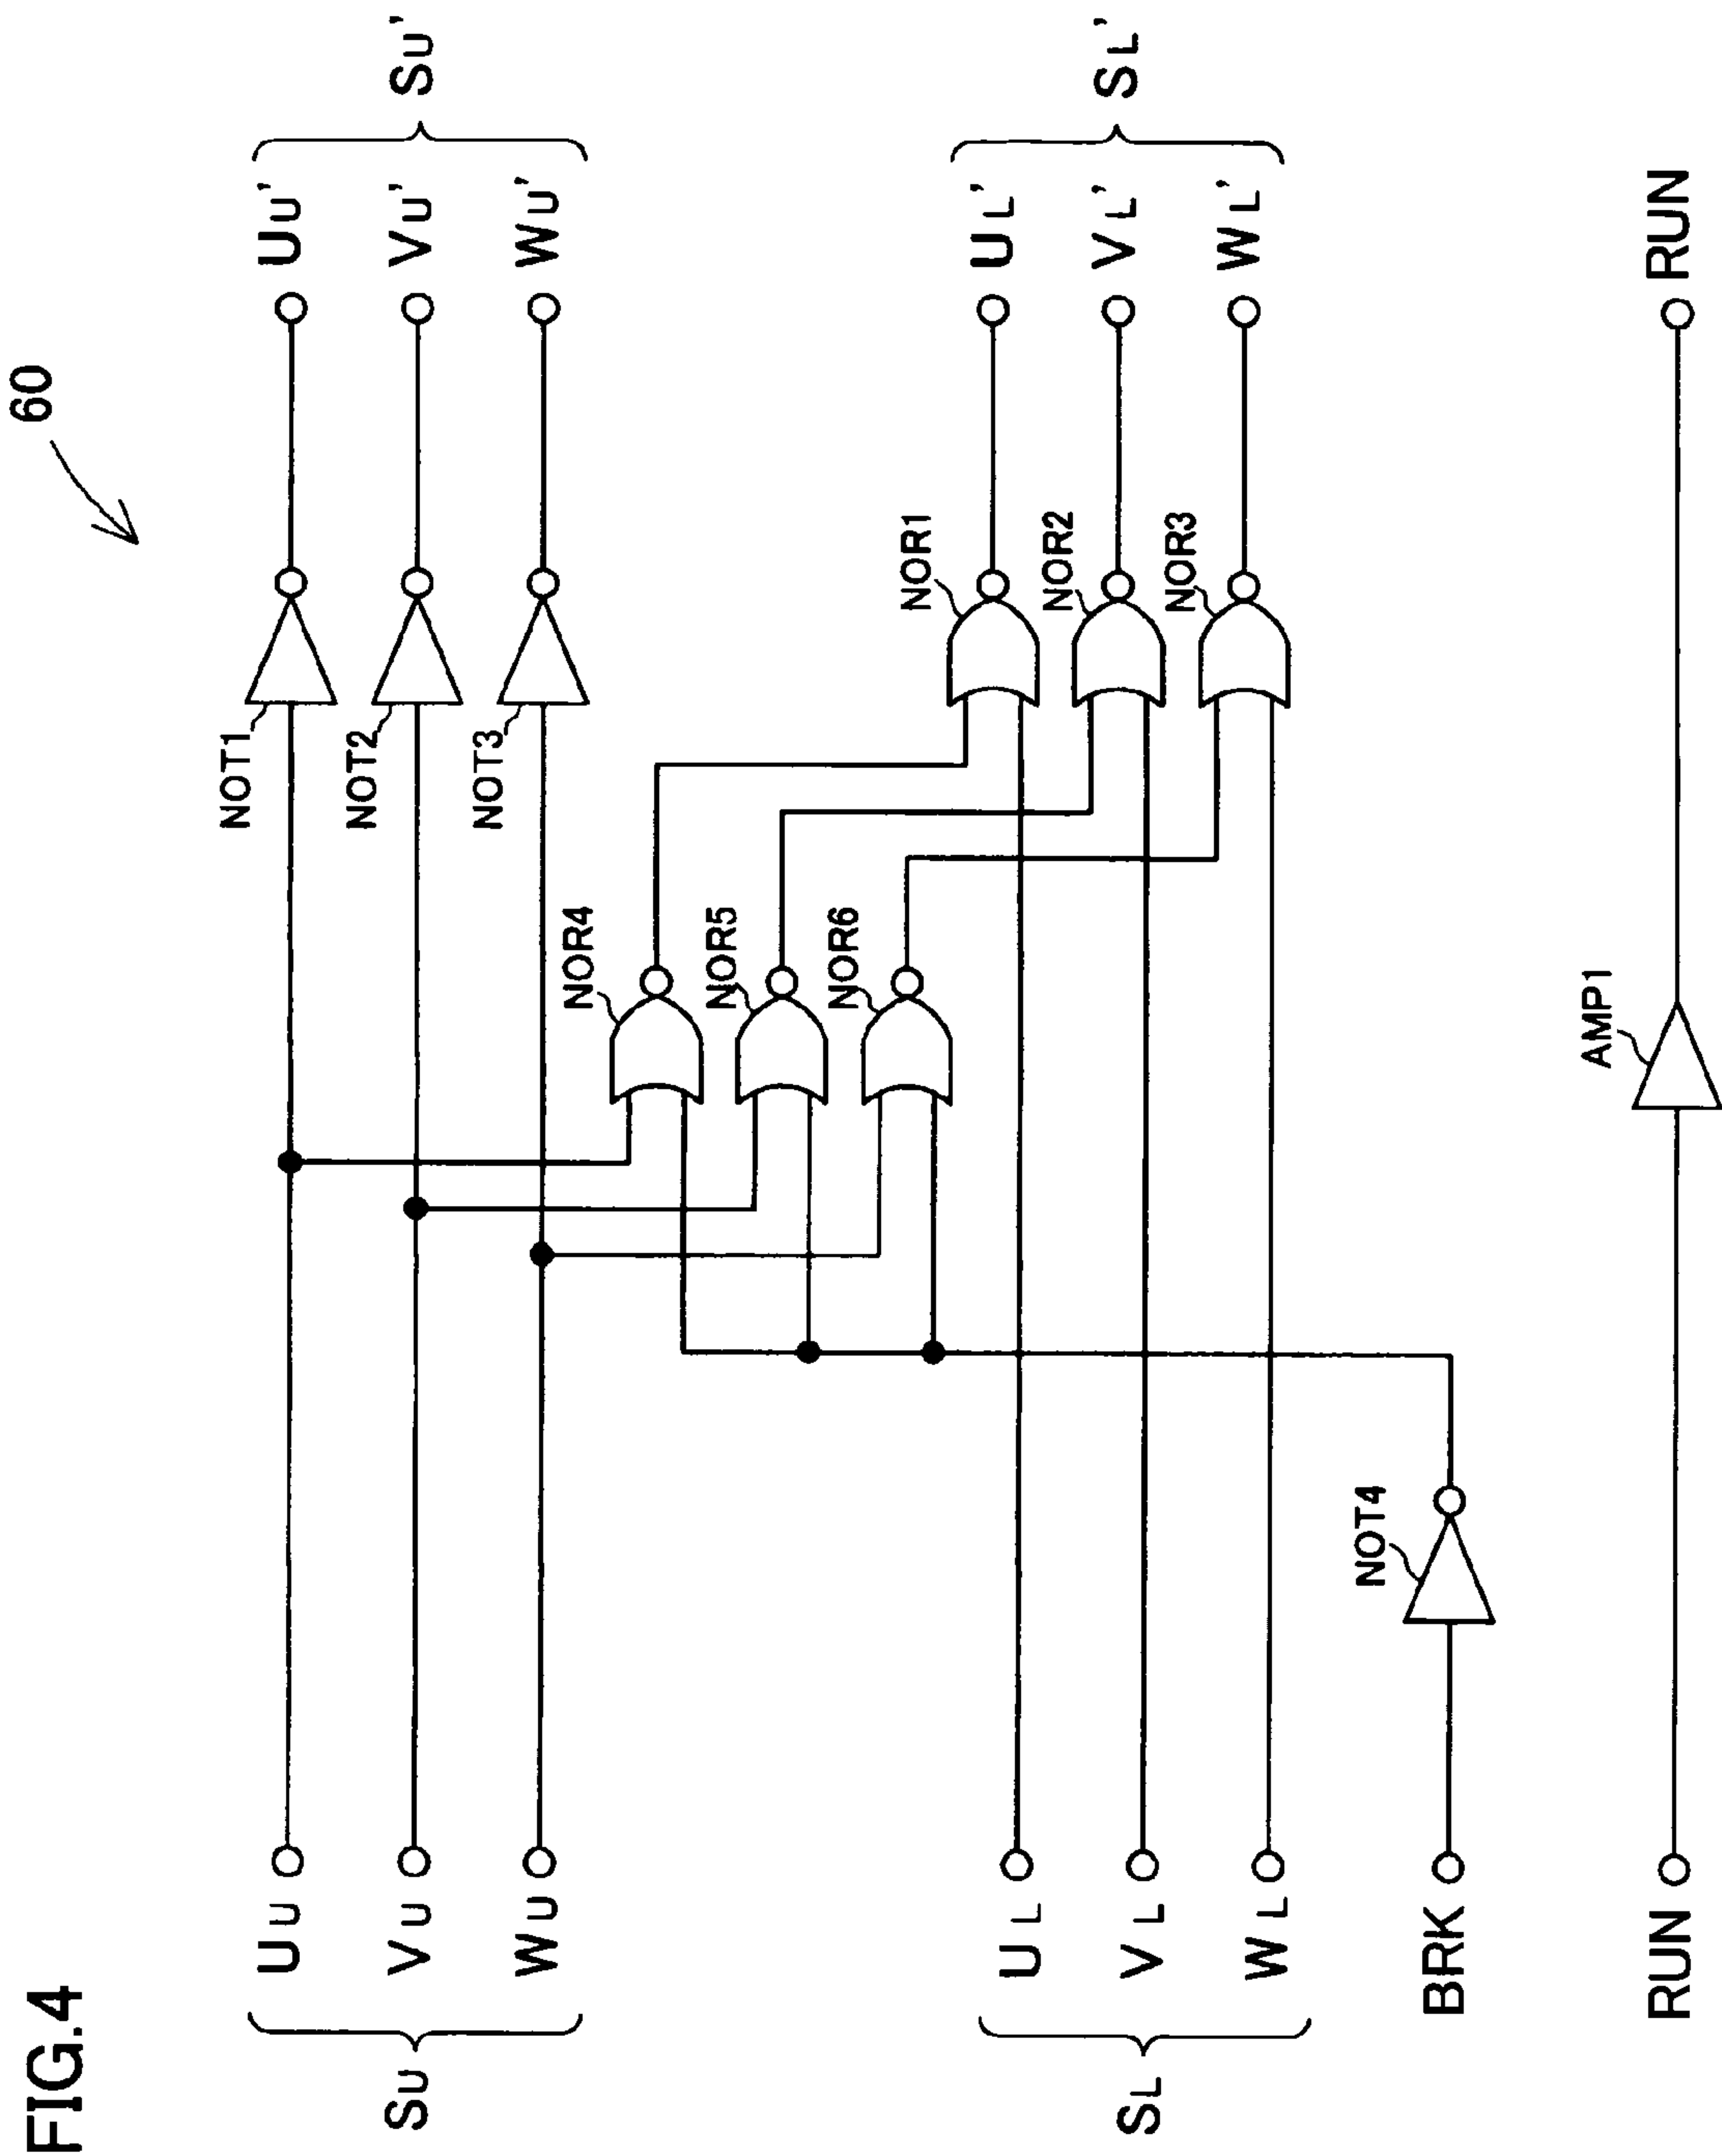 FIG.4
60
SU
UU
VU
WU
NOT1
NOT2
NOT3
UU'
VU'
WU'
SU'
NOR4
NOR5
NOR6
NOR1
NOR2
NOR3
SL
UL
VL
WL
UL'
VL'
WL'
SL'
BRK
NOT4
RUN
AMP1
RUN